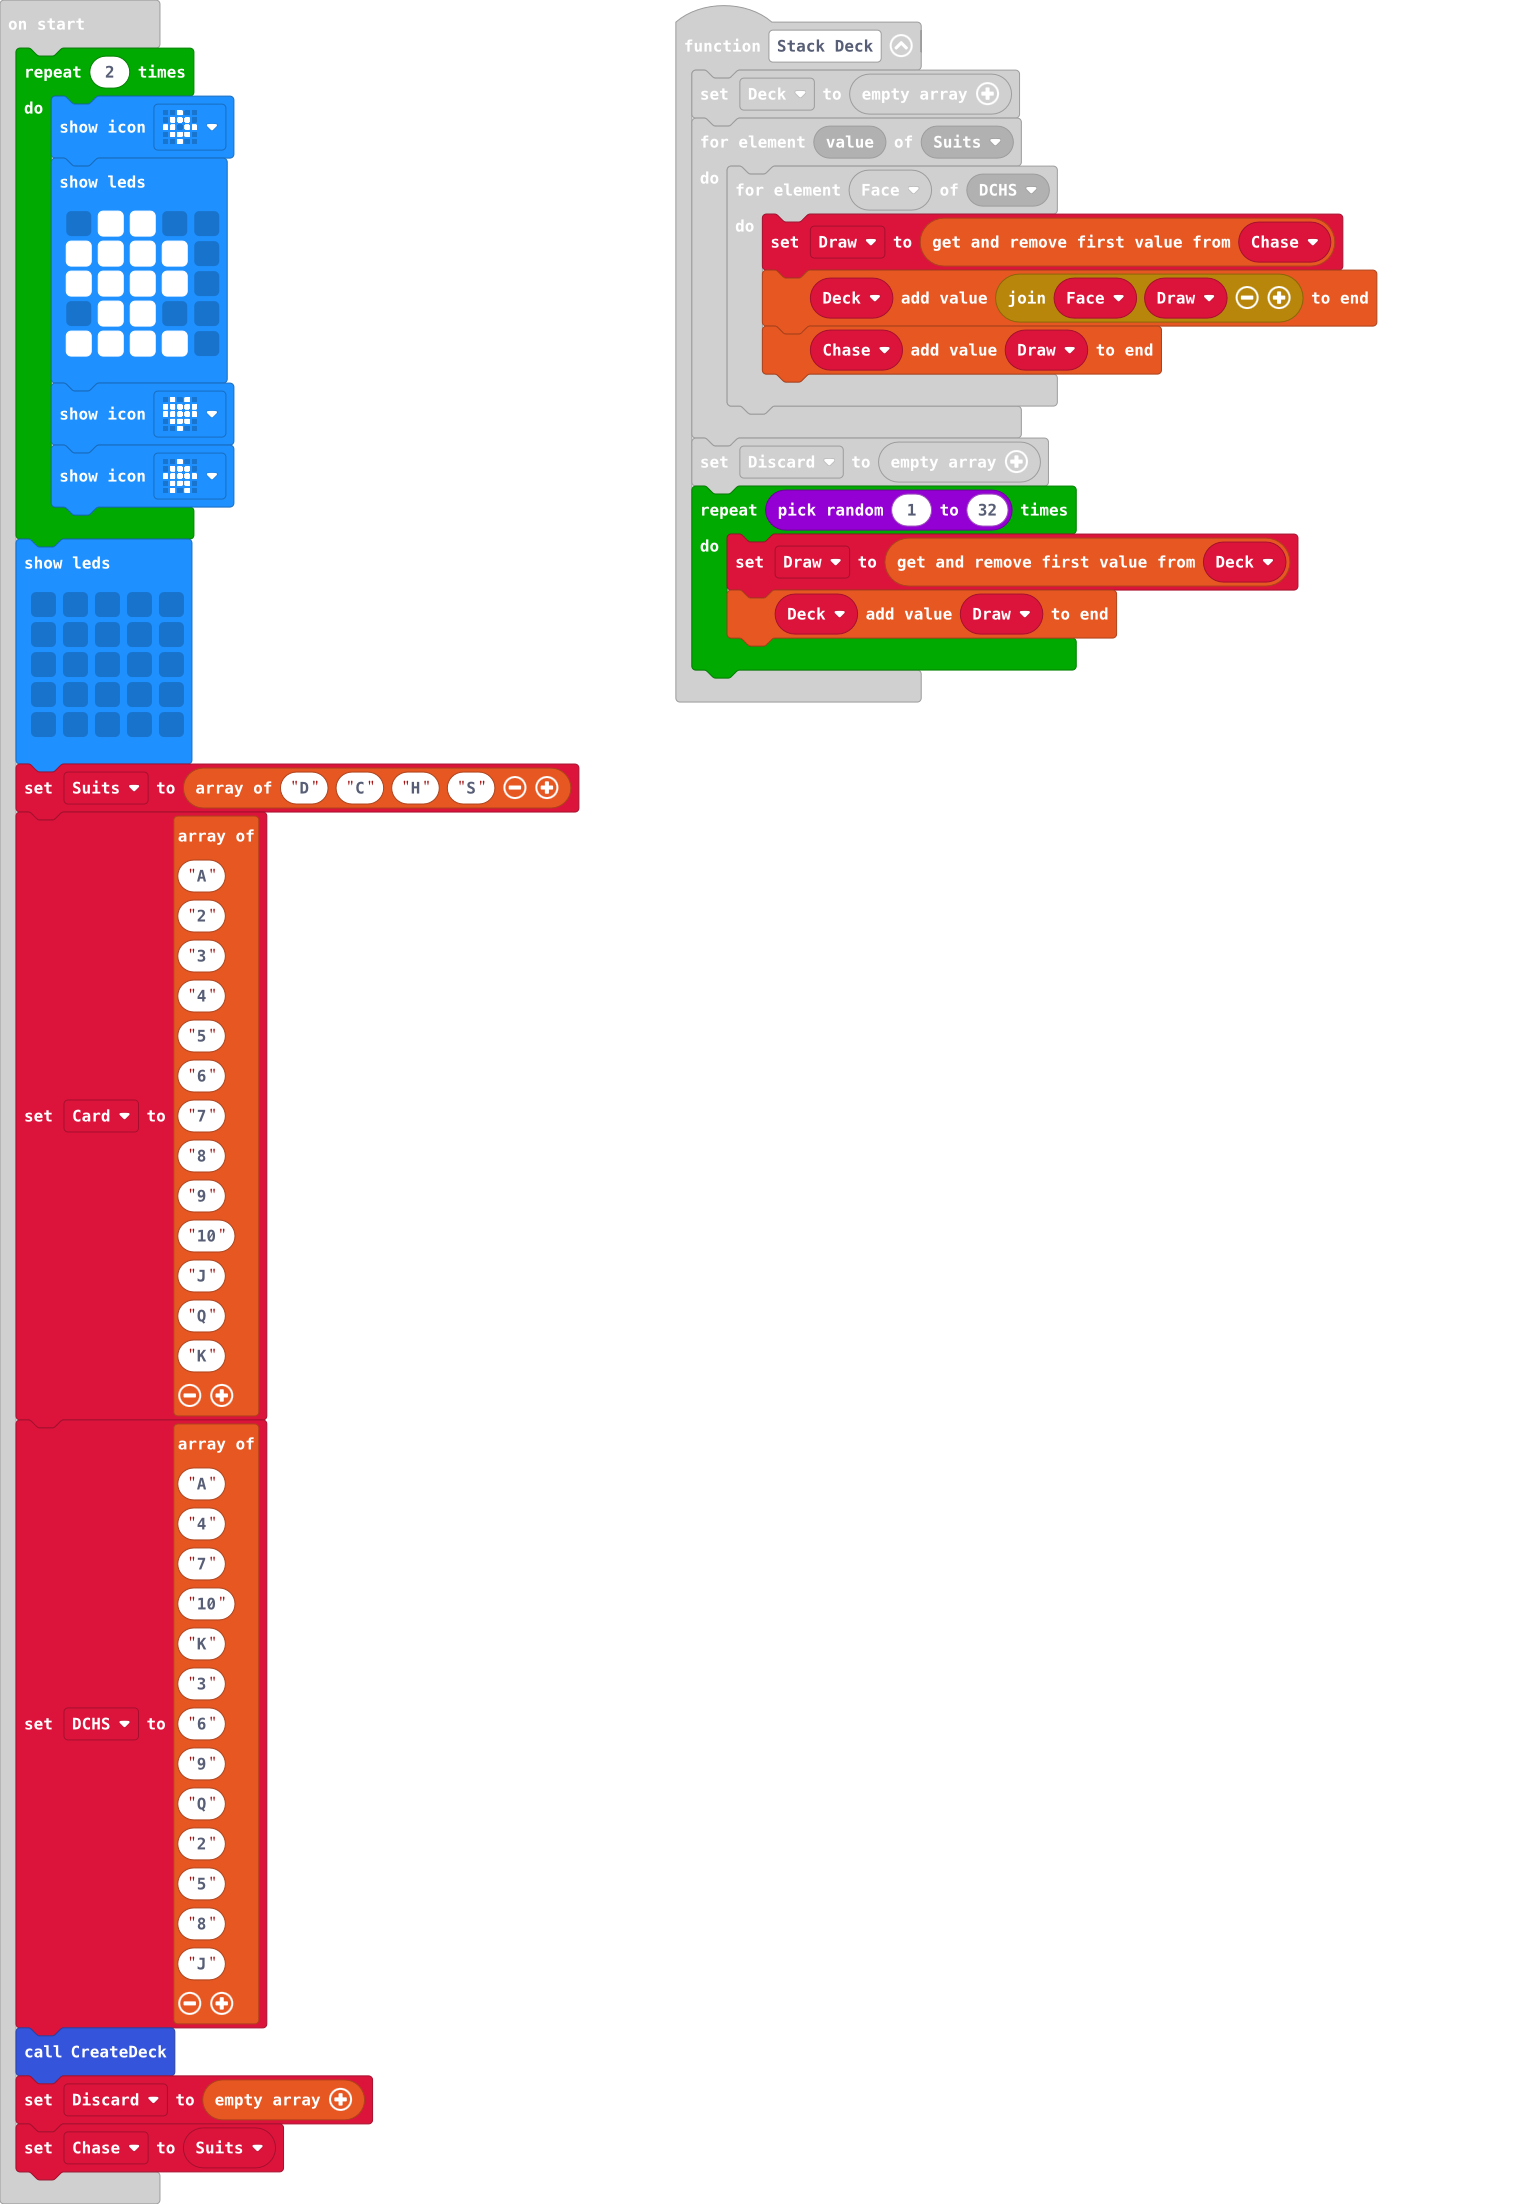 on start
repeat 2 times
do
show icon
show leds
show icon
show icon
show leds
set Suits to array of "D" "C" "H" "S"
set Card to array of
"A"
"2"
"3"
"4"
"5"
"6"
"7"
"8"
"9"
"10"
"J"
"Q"
"K"
set DCHS to array of
"A"
"4"
"7"
"10"
"K"
"3"
"6"
"9"
"Q"
"2"
"5"
"8"
"J"
call CreateDeck
set Discard to empty array
set Chase to Suits
function Stack Deck
set Deck to empty array
for element value of Suits
do for element Face of DCHS
do set Draw to get and remove first value from Chase
Deck add value join Face Draw to end
Chase add value Draw to end
set Discard to empty array
repeat pick random 1 to 32 times
do set Draw to get and remove first value from Deck
Deck add value Draw to end